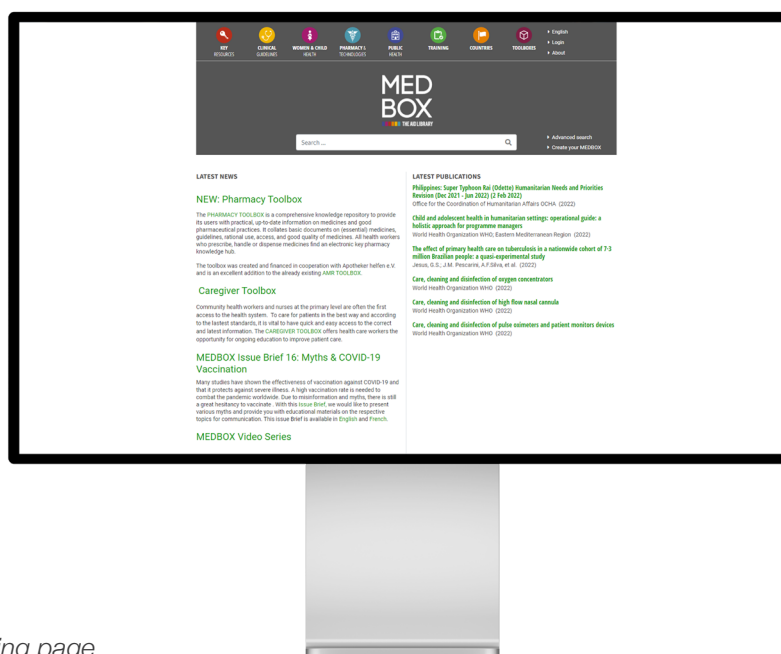 KEY
RESOURCES
CLINICAL
GUIDELINES
WOMEN & CHILD
HEALTH
PHARMACY &
TECHNOLOGIES
PUBLIC
HEALTH
TRAINING
COUNTRIES
TOOLBOXES
English
Login
About
MED
BOX
THE AID LIBRARY
Search ...
Advanced search
Create your MEDBOX
LATEST NEWS
NEW: Pharmacy Toolbox
The PHARMACY TOOLBOX is a comprehensive knowledge repository to provide
its users with practical, up-to-date information on medicines and good
pharmaceutical practices. It collates basic documents on (essential) medicines,
guidelines, rational use, access, and good quality of medicines. All health workers
who prescribe, handle or dispense medicines find an electronic key pharmacy
knowledge hub.
The toolbox was created and financed in cooperation with Apotheker helfen e.V.
and is an excellent addition to the already existing AMR TOOLBOX.
Caregiver Toolbox
Community health workers and nurses at the primary level are often the first
access to the health system. To care for patients in the best way and according
to the lastest standards, it is vital to have quick and easy access to the correct
and latest information. The CAREGIVER TOOLBOX offers health care workers the
opportunity for ongoing education to improve patient care.
MEDBOX Issue Brief 16: Myths & COVID-19
Vaccination
Many studies have shown the effectiveness of vaccination against COVID-19 and
that it protects against severe illness. A high vaccination rate is needed to
combat the pandemic worldwide. Due to misinformation and myths, there is still
a great hesitancy to vaccinate . With this Issue Brief, we would like to present
various myths and provide you with educational materials on the respective
topics for communication. This issue Brief is available in English and French.
MEDBOX Video Series
LATEST PUBLICATIONS
Philippines: Super Typhoon Rai (Odette) Humanitarian Needs and Priorities
Revision (Dec 2021 - Jun 2022) (2 Feb 2022)
Office for the Coordination of Humanitarian Affairs OCHA (2022)
Child and adolescent health in humanitarian settings: operational guide: a
holistic approach for programme managers
World Health Organization WHO, Eastern Mediterranean Region (2022)
The effect of primary health care on tuberculosis in a nationwide cohort of 7·3
million Brazilian people: a quasi-experimental study
Jesus, G.S.; J.M. Pescarini, A.F.Silva, et al. (2022)
Care, cleaning and disinfection of oxygen concentrators
World Health Organization WHO (2022)
Care, cleaning and disinfection of high flow nasal cannula
World Health Organization WHO (2022)
Care, cleaning and disinfection of pulse oximeters and patient monitors devices
World Health Organization WHO (2022)
ing page